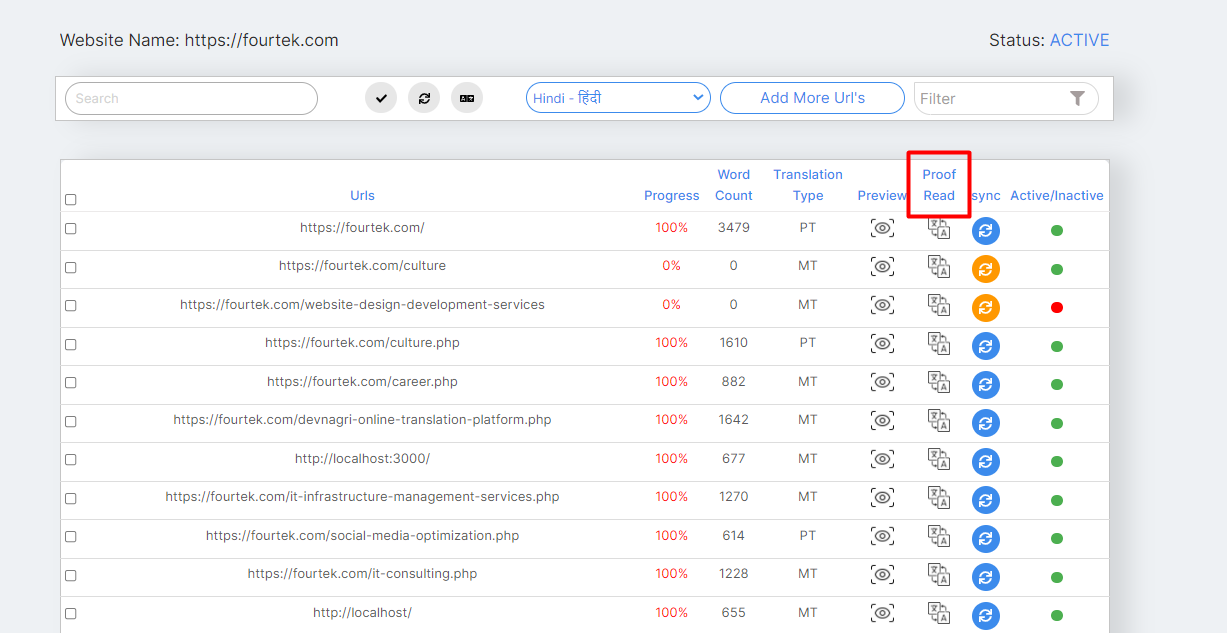 Website Name: https://fourtek.com Status: ACTIVE
Search Hindi - हिंदी Add More Url's Filter
Urls Progress Word Count Translation Type Preview Proof Read sync Active/Inactive
https://fourtek.com/ 100% 3479 PT
https://fourtek.com/culture 0% 0 MT
https://fourtek.com/website-design-development-services 0% 0 MT
https://fourtek.com/culture.php 100% 1610 PT
https://fourtek.com/career.php 100% 882 MT
https://fourtek.com/devnagri-online-translation-platform.php 100% 1642 MT
http://localhost:3000/ 100% 677 MT
https://fourtek.com/it-infrastructure-management-services.php 100% 1270 MT
https://fourtek.com/social-media-optimization.php 100% 614 PT
https://fourtek.com/it-consulting.php 100% 1228 MT
http://localhost/ 100% 655 MT